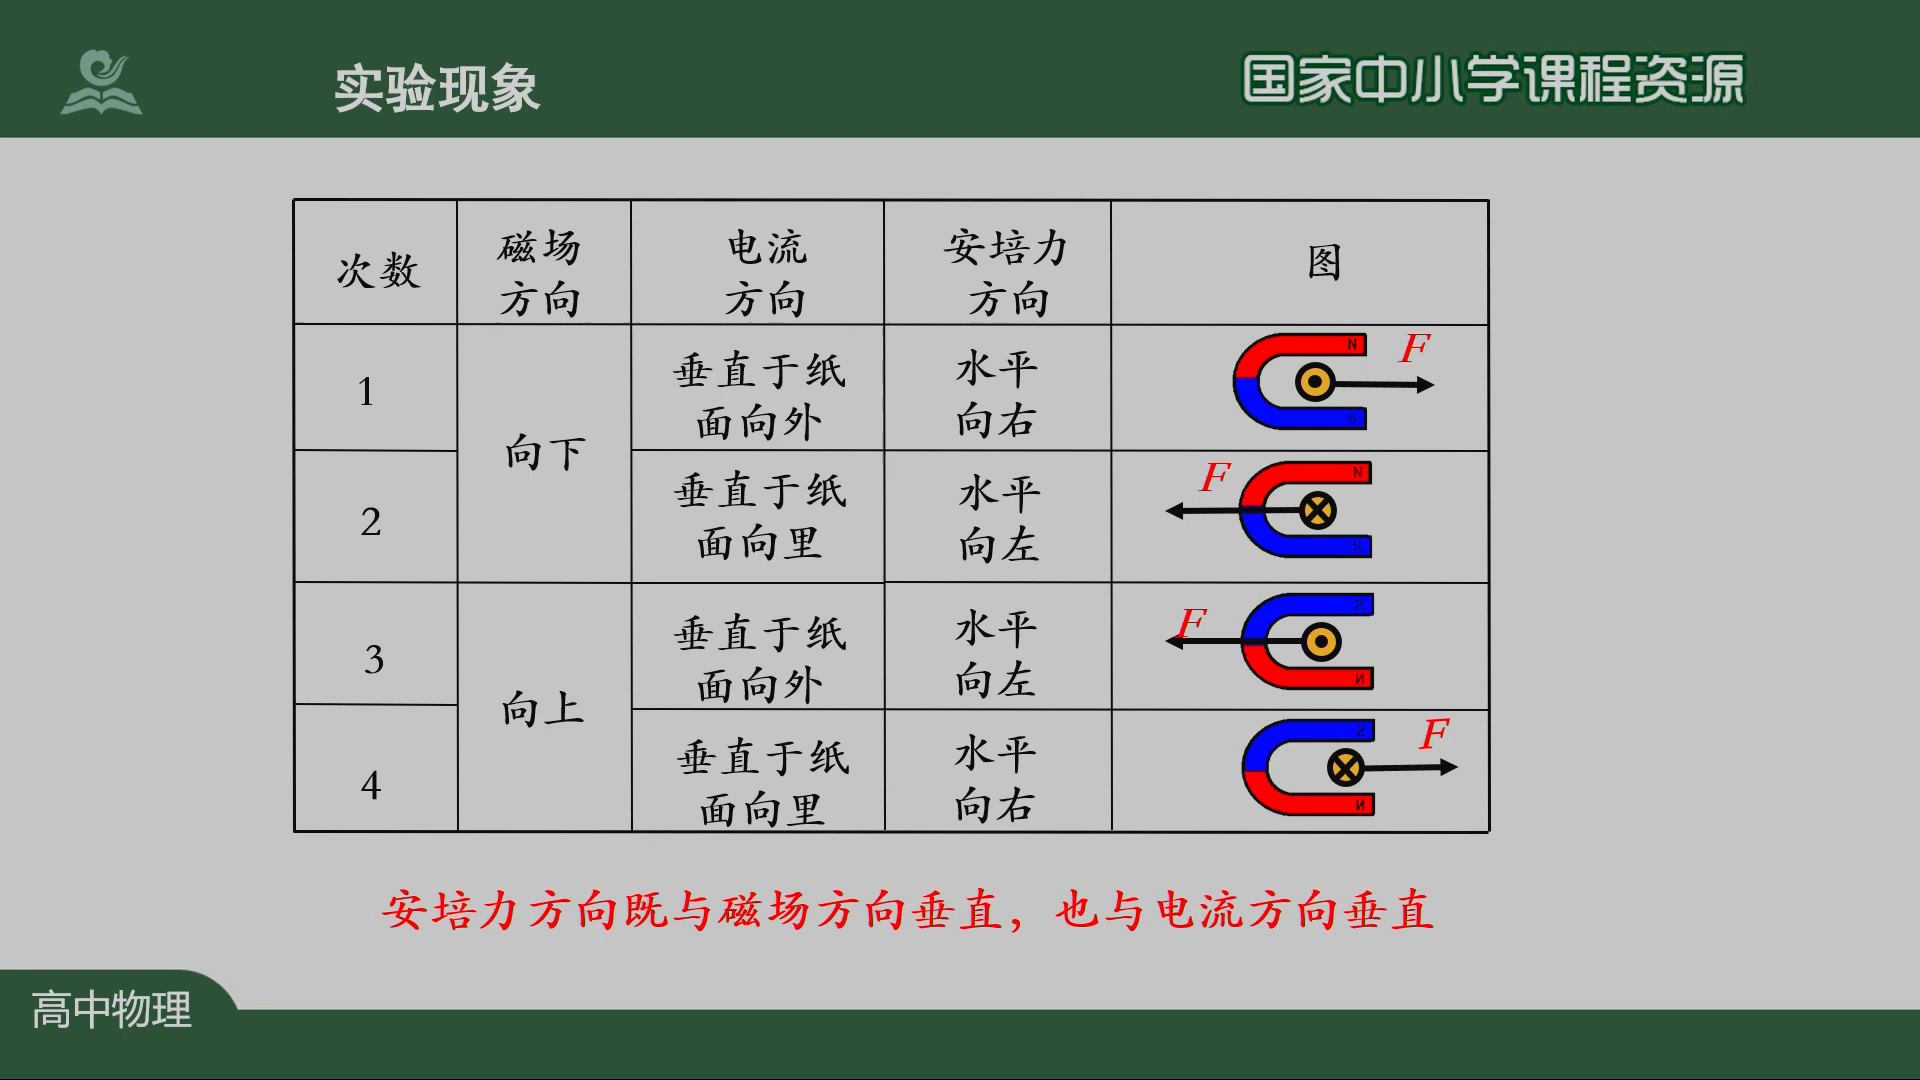 实验现象
国家中小学课程资源
次数
磁场
方向
电流
方向
安培力
方向
图
1
向下
垂直于纸
面向外
水平
向右
N
F
S
2
垂直于纸
面向里
水平
向左
F
N
S
3
向上
垂直于纸
面向外
水平
向左
F
S
N
4
垂直于纸
面向里
水平
向右
S
F
N
安培力方向既与磁场方向垂直，也与电流方向垂直
高中物理